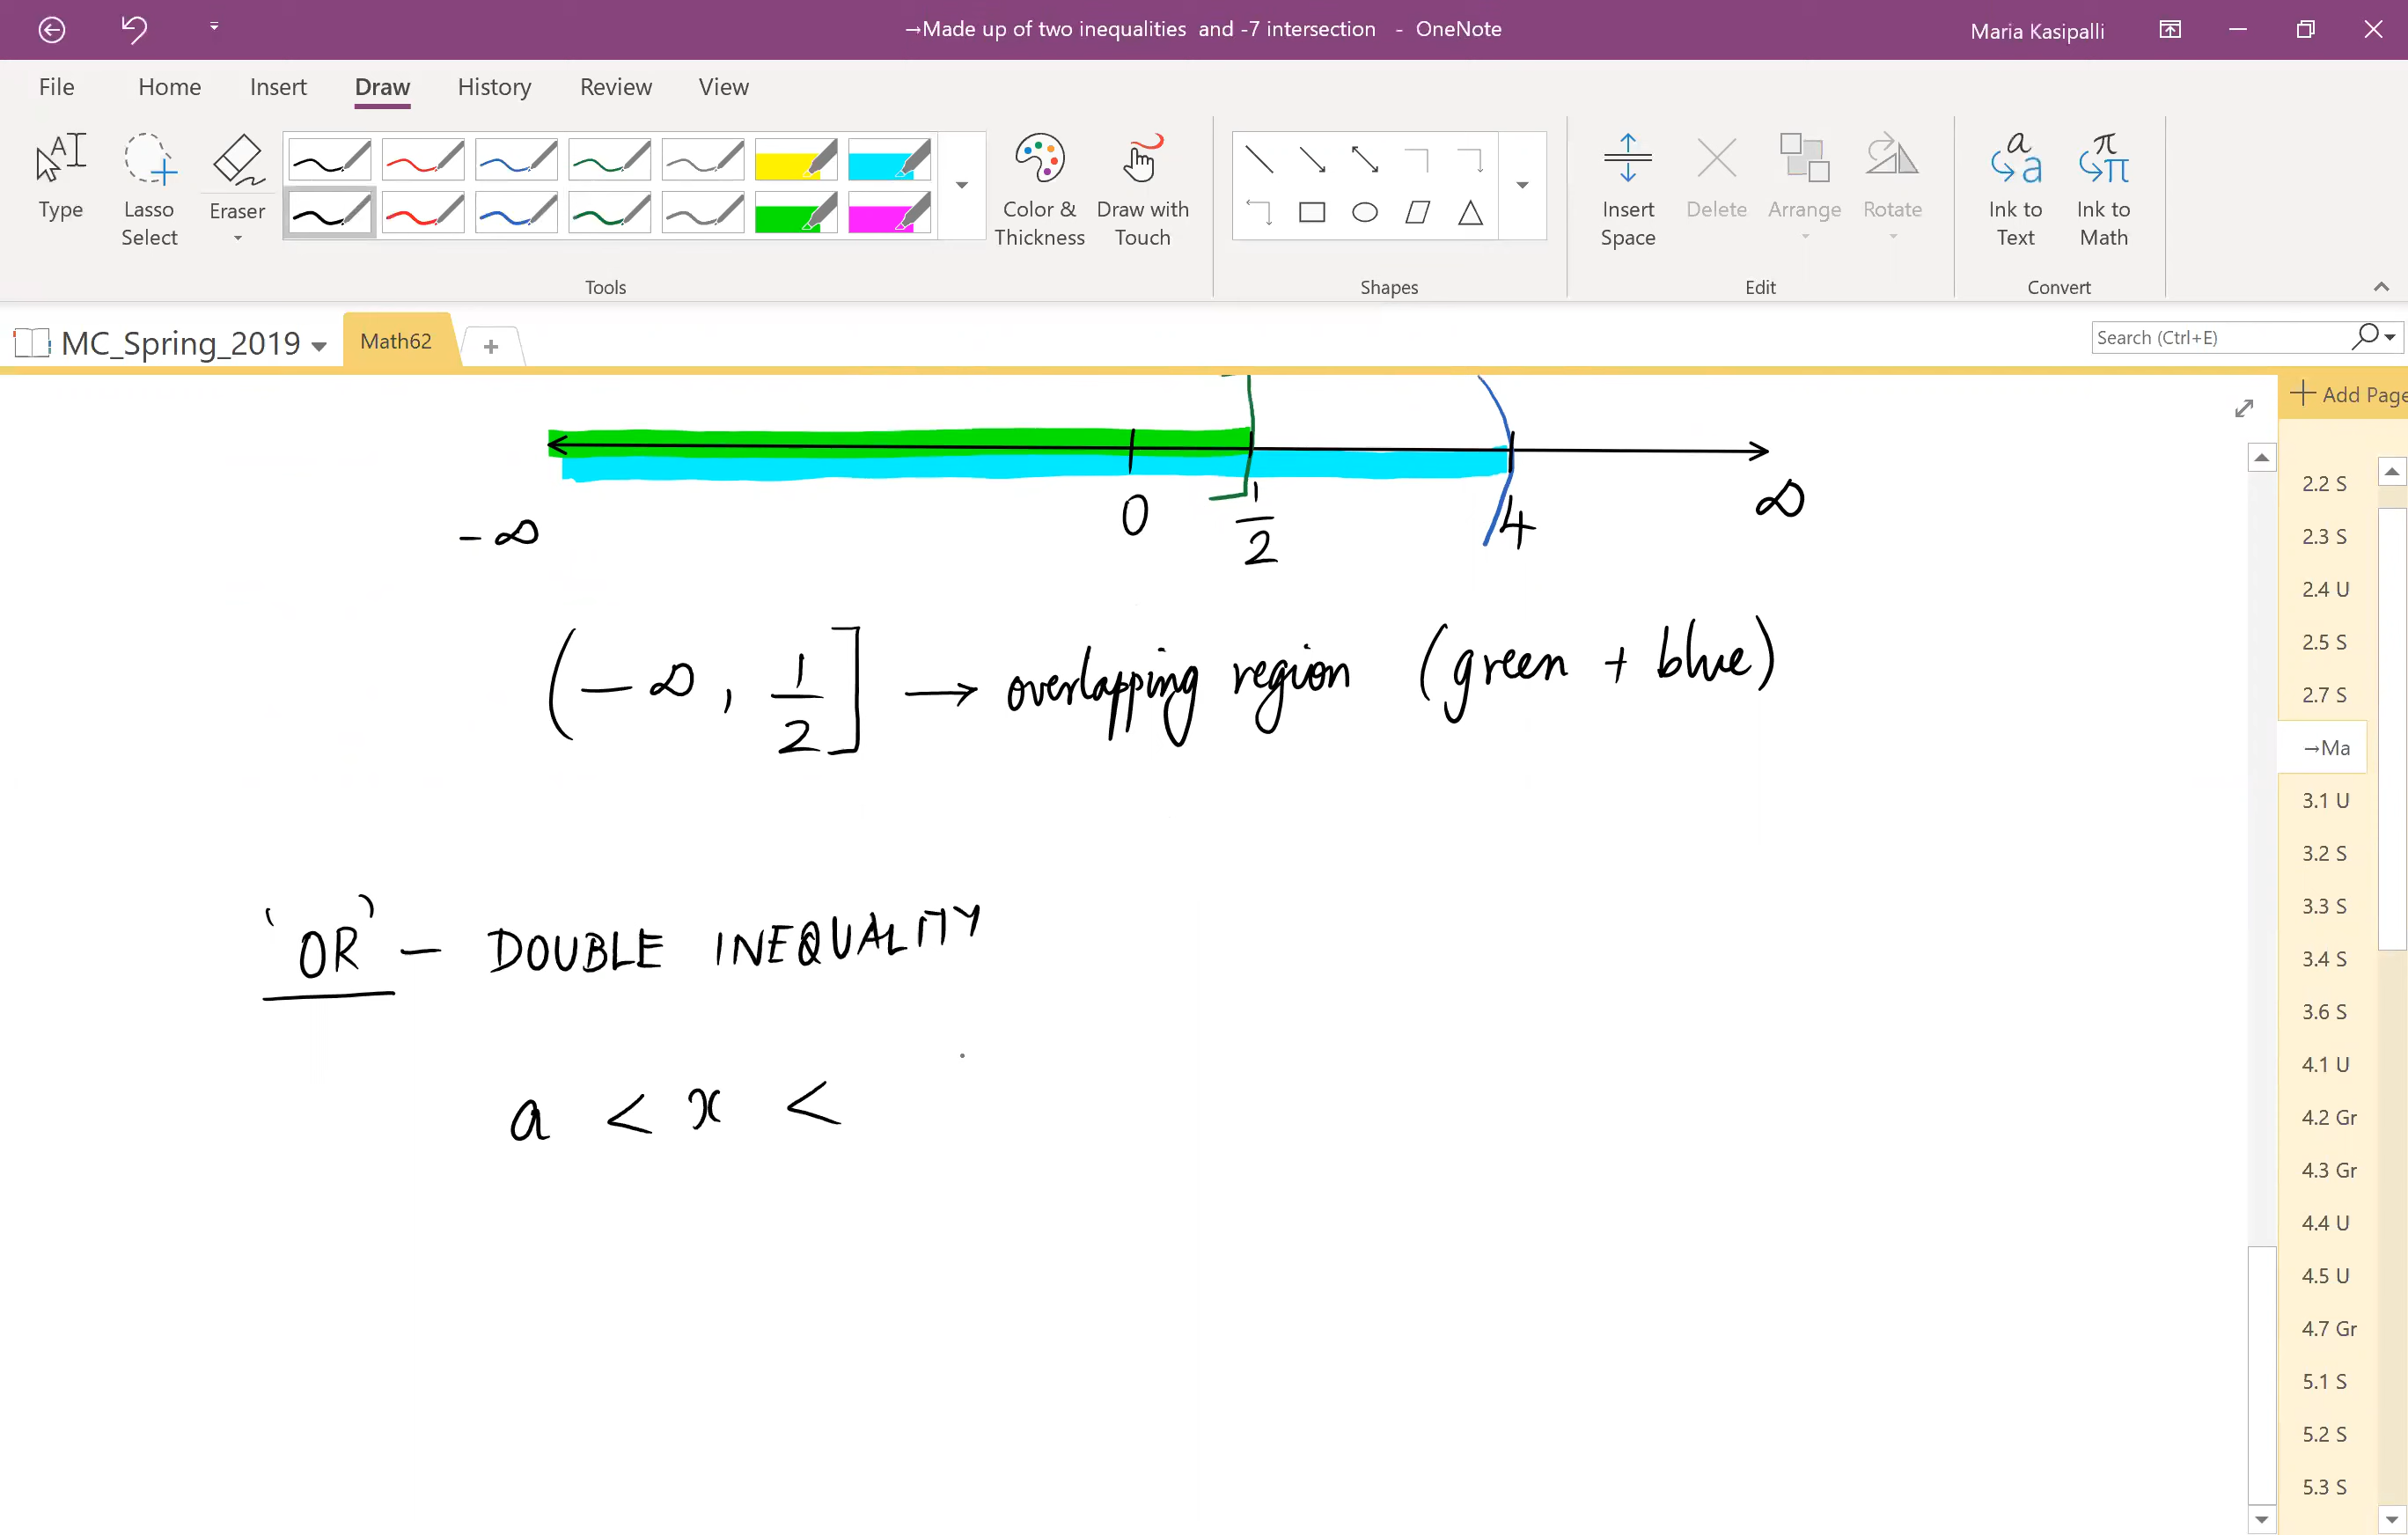 →Made up of two inequalities and -7 intersection - OneNote
Maria Kasipalli
File Home Insert Draw History Review View
Type
Lasso Select
Eraser
Color & Thickness
Draw with Touch
Insert Space
Delete
Arrange
Rotate
Ink to Text
Ink to Math
Tools
Shapes
Edit
Convert
MC_Spring_2019
Math62
Search (Ctrl+E)
Add Page
-∞ 0 1/2 4 ∞
(-∞, 1/2] → overlapping region (green + blue)
'OR' - DOUBLE INEQUALITY
a < x <
2.2 S
2.3 S
2.4 U
2.5 S
2.7 S
→Ma
3.1 U
3.2 S
3.3 S
3.4 S
3.6 S
4.1 U
4.2 Gr
4.3 Gr
4.4 U
4.5 U
4.7 Gr
5.1 S
5.2 S
5.3 S